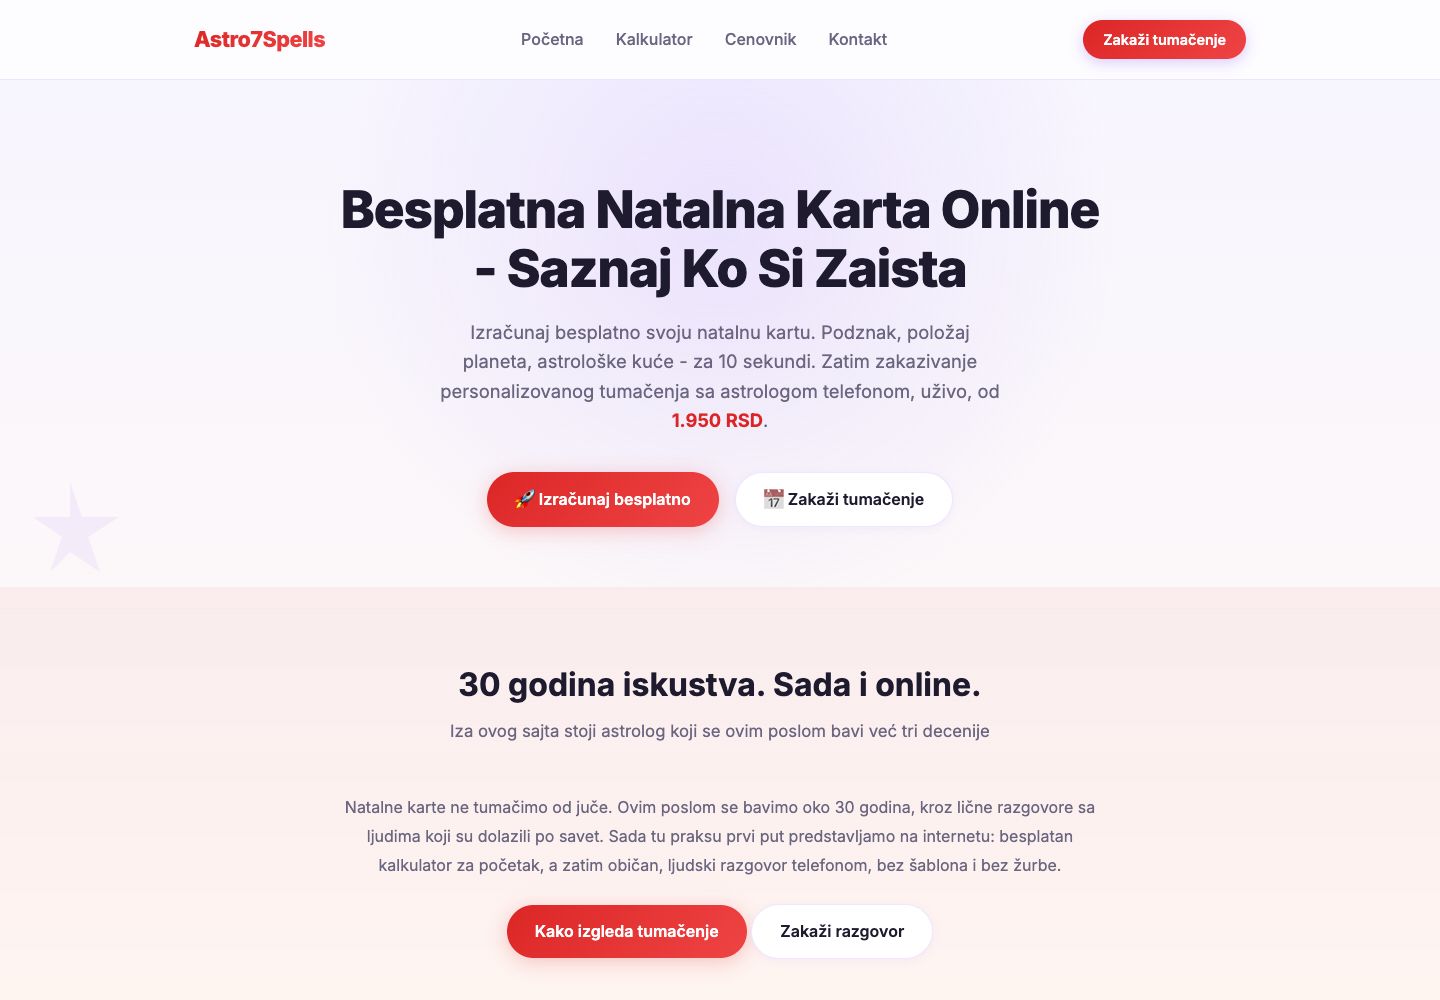 Astro7Spells
Početna
Kalkulator
Cenovnik
Kontakt
Zakaži tumačenje
Besplatna Natalna Karta Online
- Saznaj Ko Si Zaista
Izračunaj besplatno svoju natalnu kartu. Podznak, položaj
planeta, astrološke kuće - za 10 sekundi. Zatim zakazivanje
personalizovanog tumačenja sa astrologom telefonom, uživo, od
1.950 RSD.
🚀 Izračunaj besplatno
📅 Zakaži tumačenje
30 godina iskustva. Sada i online.
Iza ovog sajta stoji astrolog koji se ovim poslom bavi već tri decenije
Natalne karte ne tumačimo od juče. Ovim poslom se bavimo oko 30 godina, kroz lične razgovore sa
ljudima koji su dolazili po savet. Sada tu praksu prvi put predstavljamo na internetu: besplatan
kalkulator za početak, a zatim običan, ljudski razgovor telefonom, bez šablona i bez žurbe.
Kako izgleda tumačenje
Zakaži razgovor